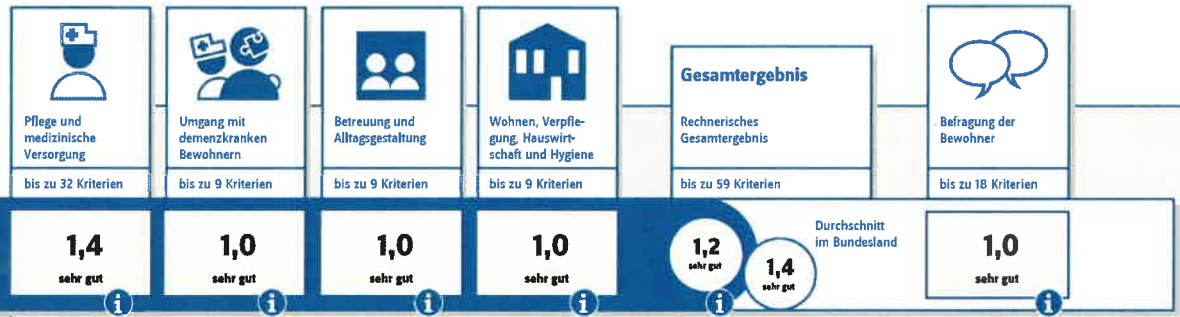 Pflege und
medizinische
Versorgung
bis zu 32 Kriterien
1,4
sehr gut
Umgang mit
demenzkranken
Bewohnern
bis zu 9 Kriterien
1,0
sehr gut
Betreuung und
Alltagsgestaltung
bis zu 9 Kriterien
1,0
sehr gut
Wohnen, Verpfle-
gung, Hauswirt-
schaft und Hygiene
bis zu 9 Kriterien
1,0
sehr gut
Gesamtergebnis
Rechnerisches
Gesamtergebnis
bis zu 59 Kriterien
1,2
sehr gut
Durchschnitt
im Bundesland
1,4
sehr gut
Befragung der
Bewohner
bis zu 18 Kriterien
1,0
sehr gut